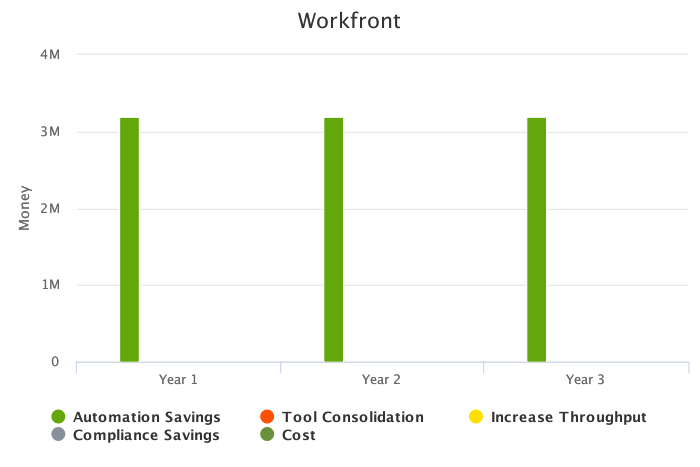 Workfront
4M
3M
2M
1M
0
Money
Year 1
Year 2
Year 3
Automation Savings
Tool Consolidation
Increase Throughput
Compliance Savings
Cost